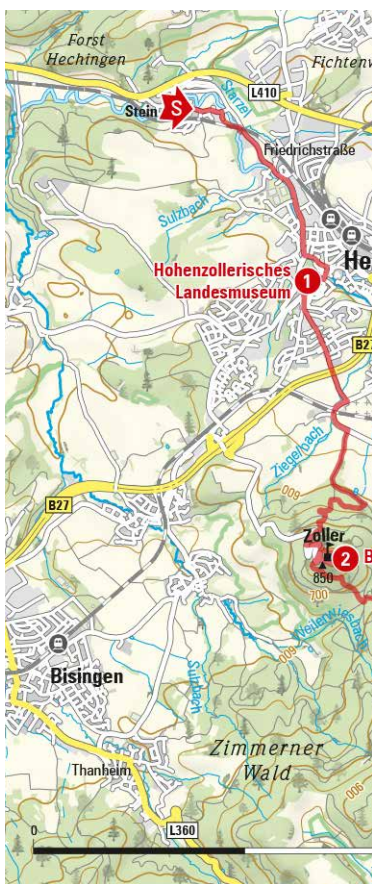 Forst
Hechingen
Fichtenw
L410
Starzel
Stein
S
Friedrichstraße
Sulzbach
He
Hohenzollerisches
Landesmuseum
1
B27
Ziegelbach
600
B27
Zoller
2
B
850
700
Weilerwiesbach
600
Bisingen
Sulzbach
Zimmerner
Wald
Thanheim
900
L360
0